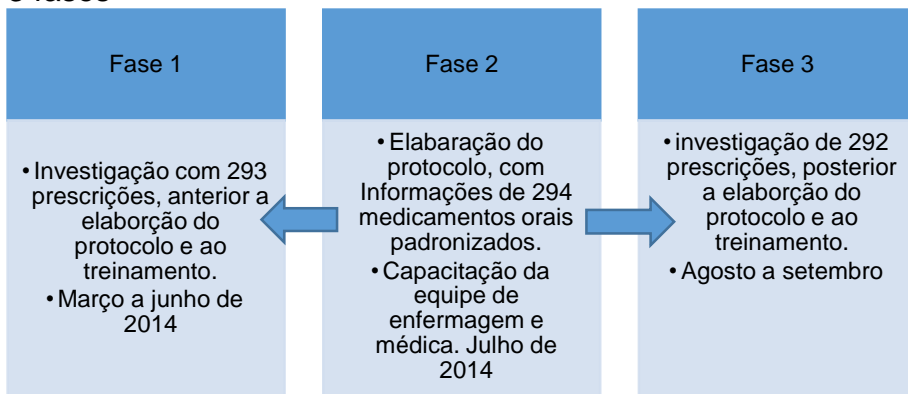 Fase 1
• Investigação com 293
prescrições, anterior a
elaborção do
protocolo e ao
treinamento.
• Março a junho de
2014
Fase 2
• Elabaração do
protocolo, com
Informações de 294
medicamentos orais
padronizados.
• Capacitação da
equipe de
enfermagem e
médica. Julho de
2014
Fase 3
• investigação de 292
prescrições, posterior
a elaborção do
protocolo e ao
treinamento.
• Agosto a setembro